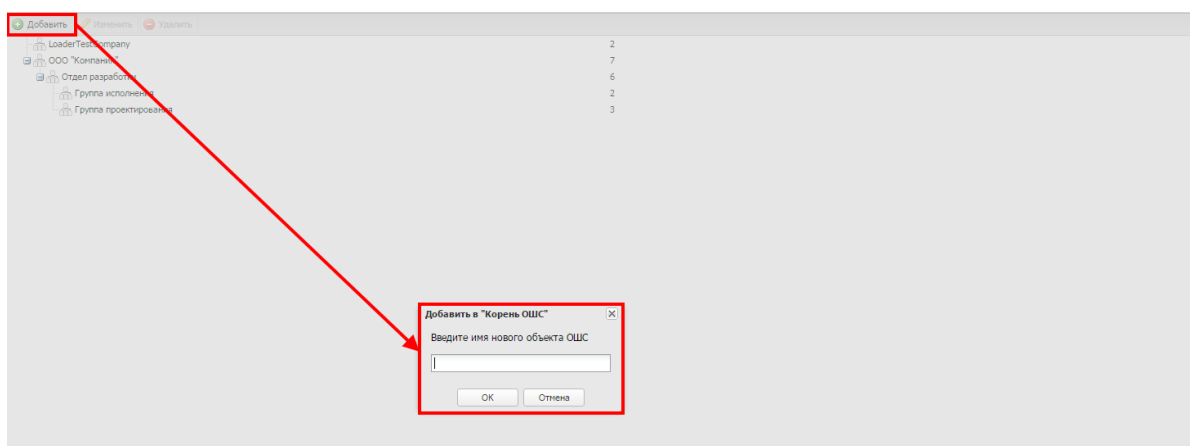 Добавить Изменить Удалить
LoaderTestCompany 2
ООО "Компания" 7
Отдел разработки 6
Группа исполнения 2
Группа проектирования 3
Добавить в "Корень ОШС"
Введите имя нового объекта ОШС
OK Отмена